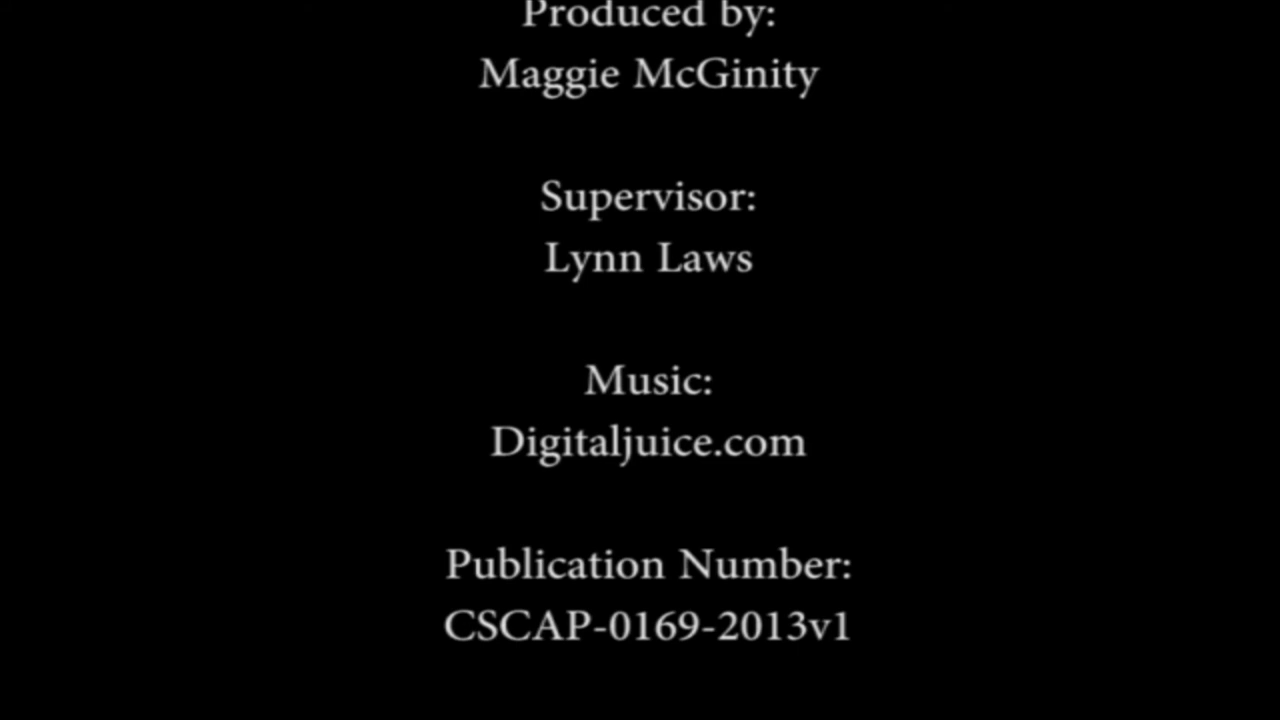 Produced by:
Maggie McGinity
Supervisor:
Lynn Laws
Music:
Digitaljuice.com
Publication Number:
CSCAP-0169-2013v1